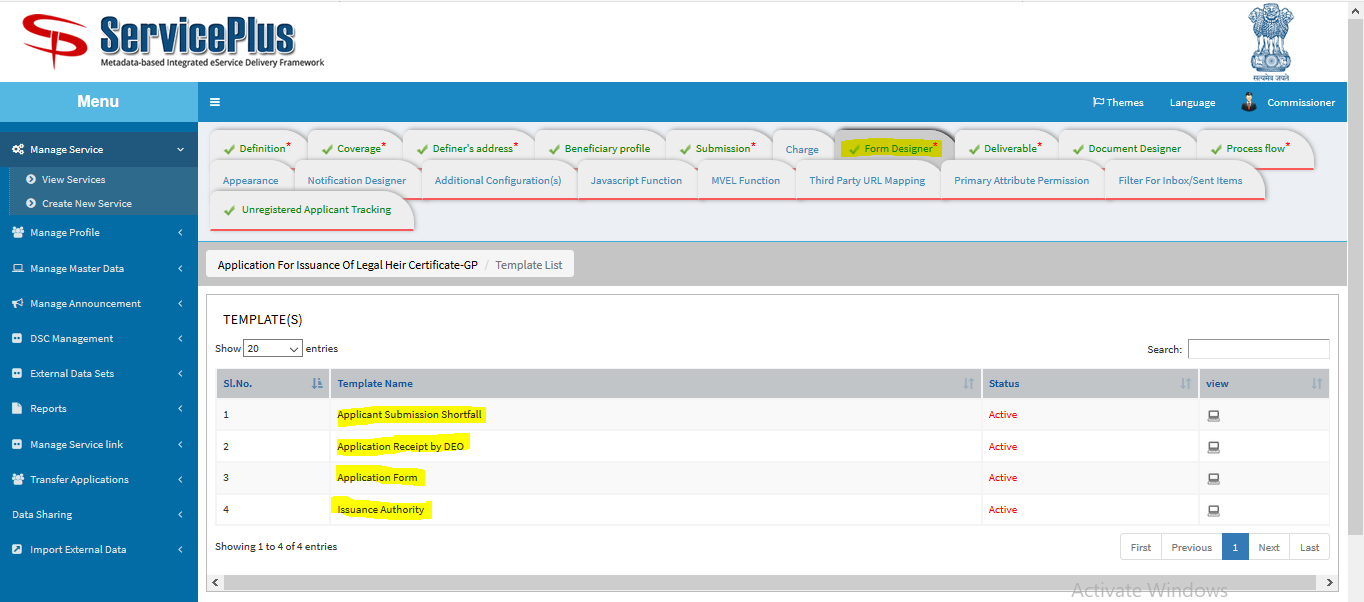 ServicePlus
Metadata-based Integrated eService Delivery Framework
सत्यमेव जयते
Menu
Themes Language Commissioner
Manage Service
View Services
Create New Service
Manage Profile
Manage Master Data
Manage Announcement
DSC Management
External Data Sets
Reports
Manage Service link
Transfer Applications
Data Sharing
Import External Data
Definition* Coverage* Definer's address* Beneficiary profile Submission* Charge Form Designer* Deliverable* Document Designer Process flow*
Appearance Notification Designer Additional Configuration(s) Javascript Function MVEL Function Third Party URL Mapping Primary Attribute Permission Filter For Inbox/Sent Items
Unregistered Applicant Tracking
Application For Issuance Of Legal Heir Certificate-GP / Template List
TEMPLATE(S)
Show 20 entries Search:
Sl.No. Template Name Status view
1 Applicant Submission Shortfall Active
2 Application Receipt by DEO Active
3 Application Form Active
4 Issuance Authority Active
Showing 1 to 4 of 4 entries First Previous 1 Next Last
Activate Windows